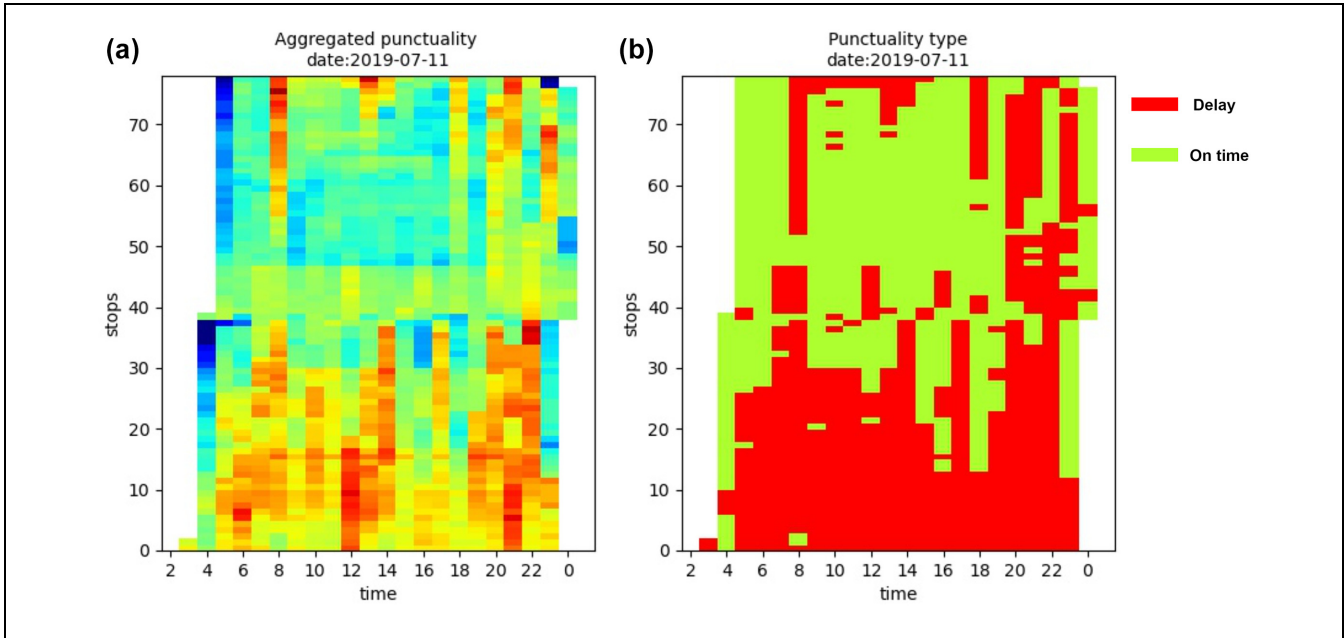 (a)
Aggregated punctuality
date:2019-07-11
70
60
50
40
30
20
10
0
stops
2 4 6 8 10 12 14 16 18 20 22 0
time
(b)
Punctuality type
date:2019-07-11
70
60
50
40
30
20
10
0
stops
2 4 6 8 10 12 14 16 18 20 22 0
time
Delay
On time